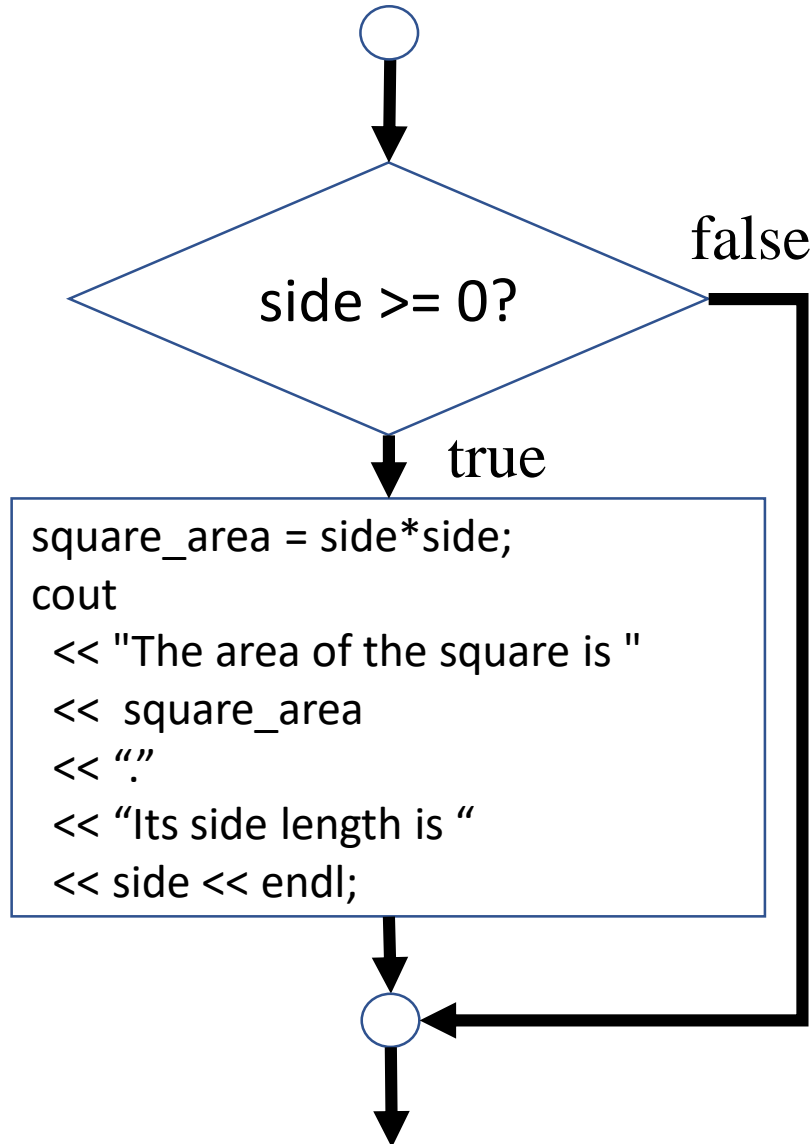 false
side >= 0?
true
square_area = side*side;
cout
<< "The area of the square is "
<<  square_area
<< “.”
<< “Its side length is “
<< side << endl;